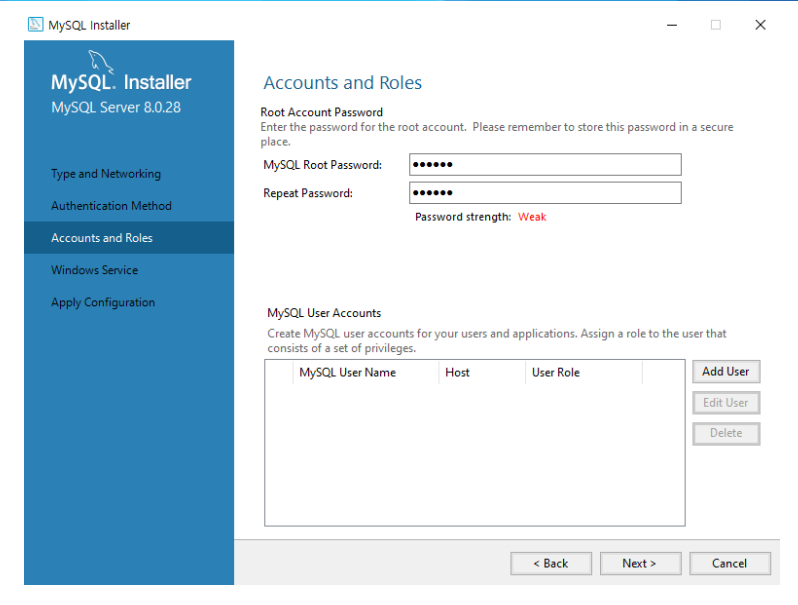 MySQL Installer
MySQL. Installer
MySQL Server 8.0.28
Type and Networking
Authentication Method
Accounts and Roles
Windows Service
Apply Configuration
Accounts and Roles
Root Account Password
Enter the password for the root account. Please remember to store this password in a secure
place.
MySQL Root Password: ●●●●●●
Repeat Password: ●●●●●●
Password strength: Weak
MySQL User Accounts
Create MySQL user accounts for your users and applications. Assign a role to the user that
consists of a set of privileges.
MySQL User Name Host User Role
Add User
Edit User
Delete
< Back Next > Cancel